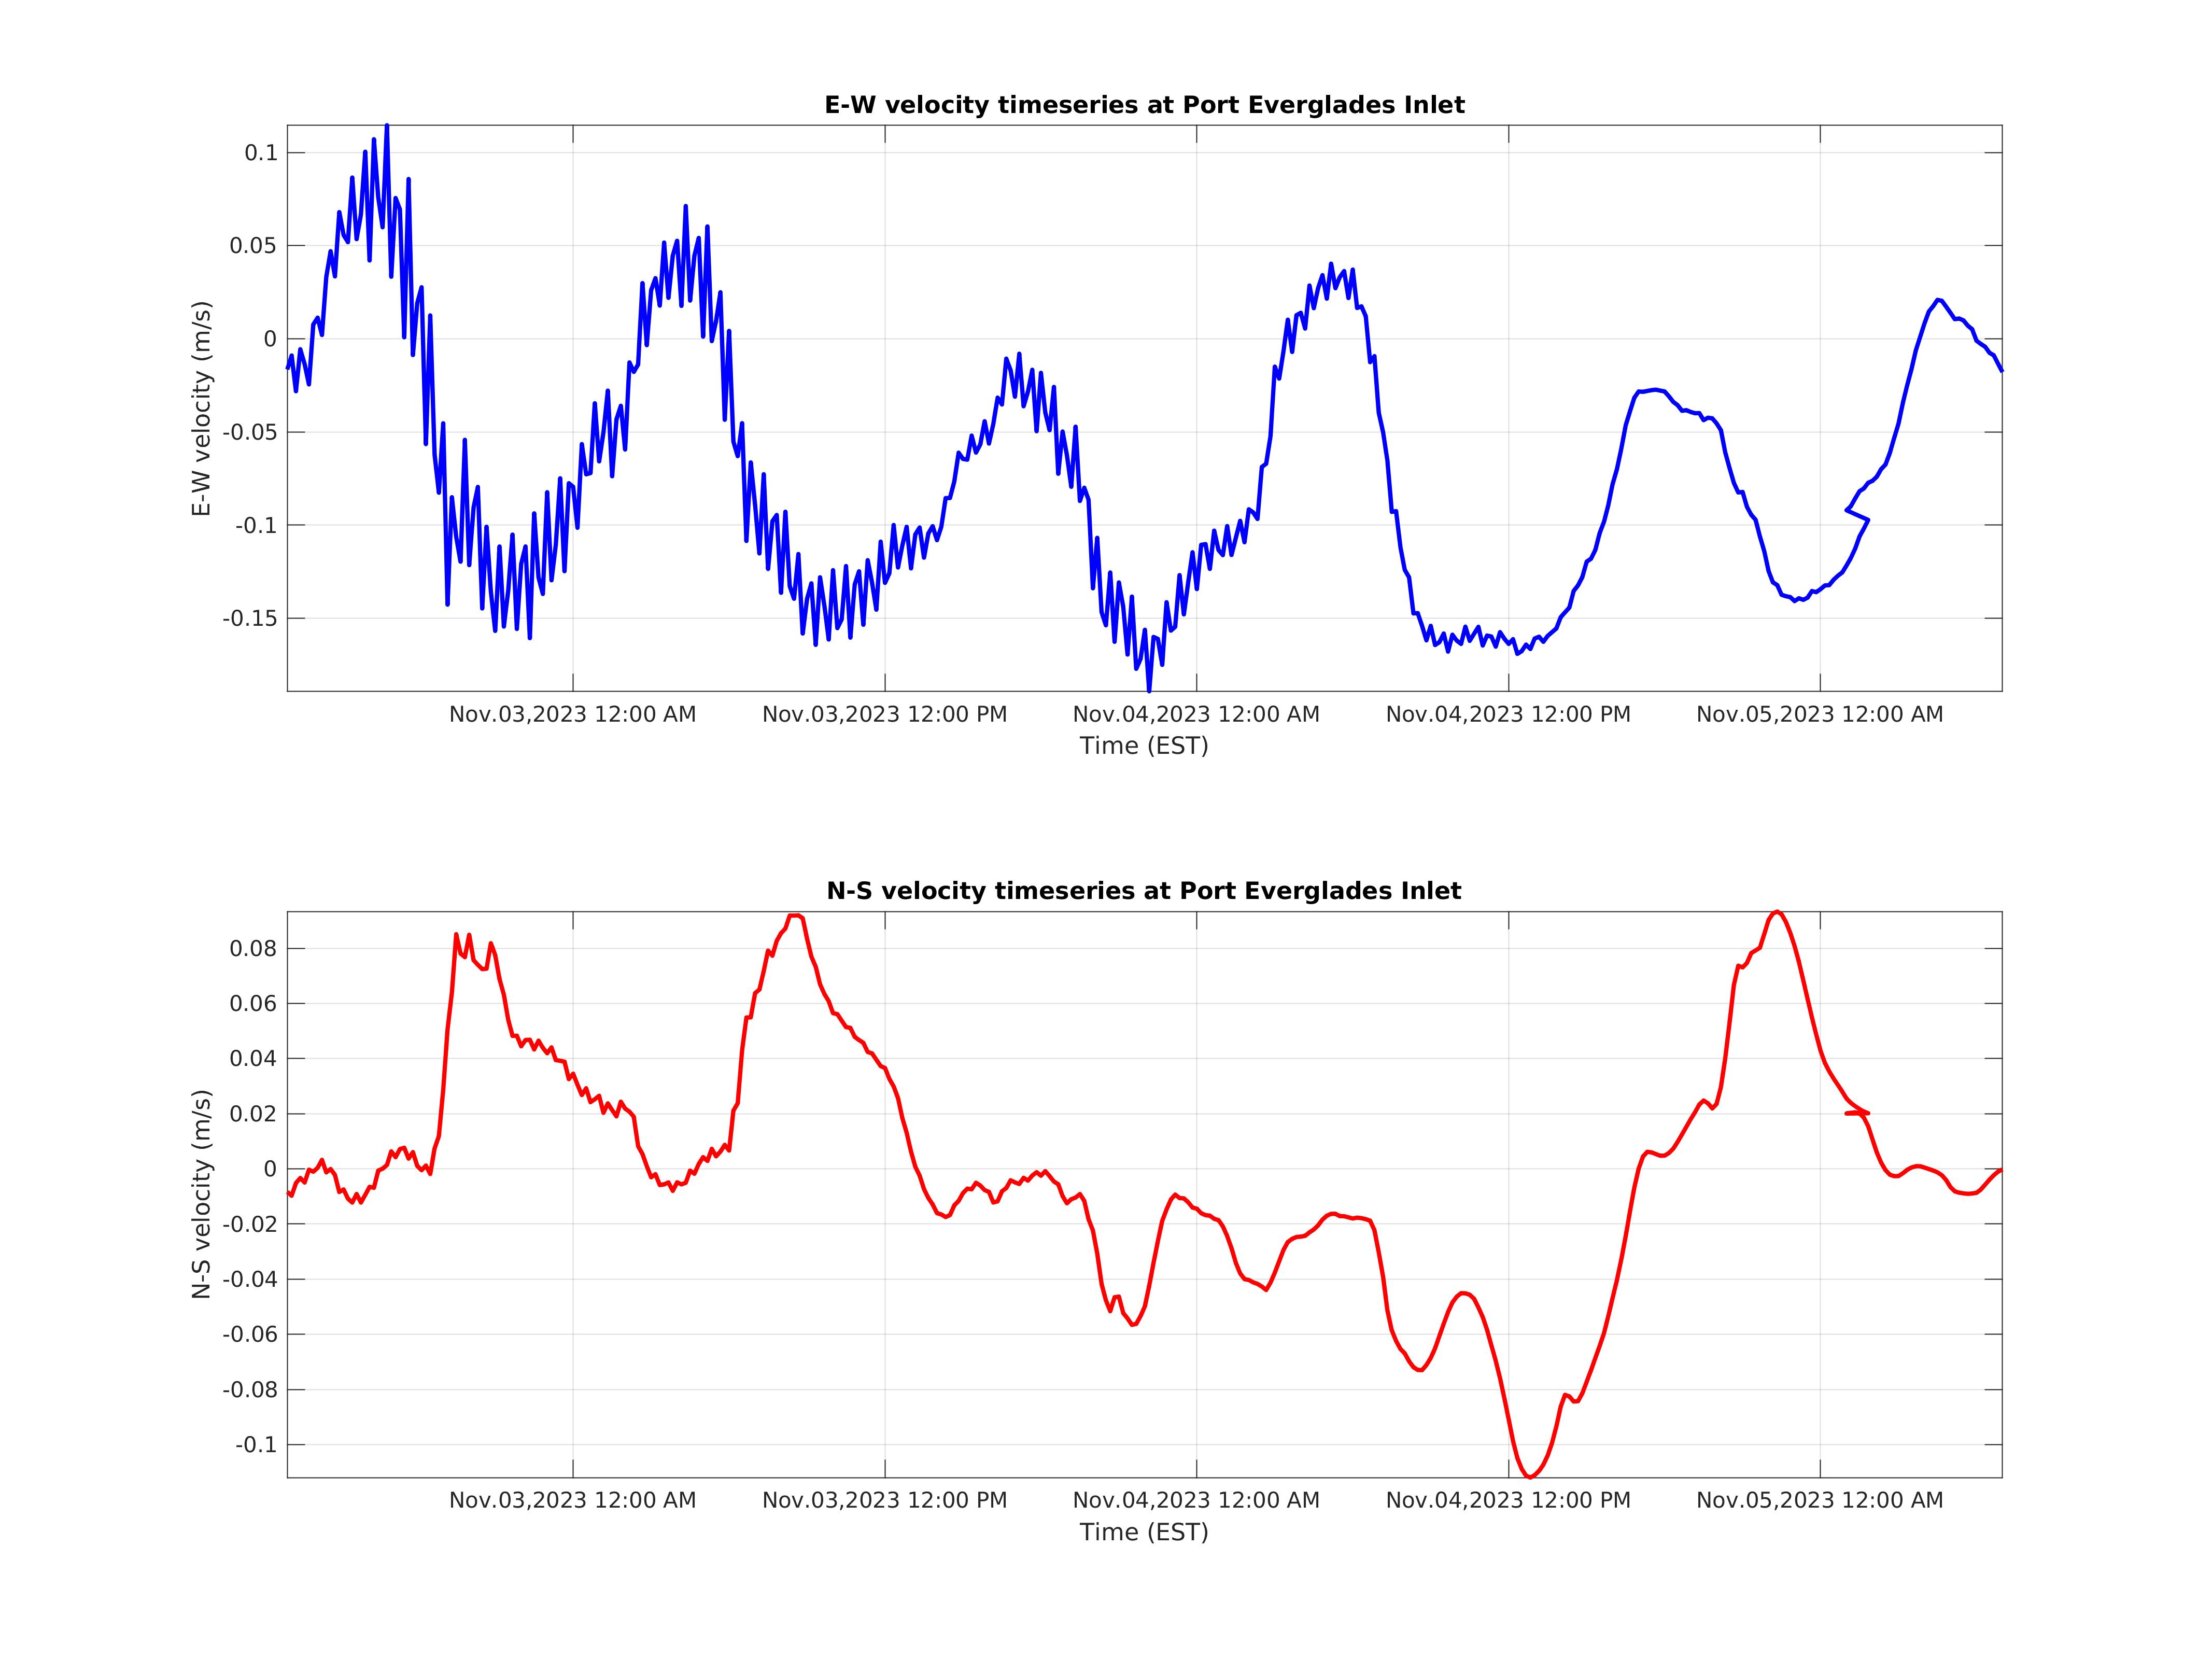 E-W velocity timeseries at Port Everglades Inlet
E-W velocity (m/s)
0.1
0.05
0
-0.05
-0.1
-0.15
Nov.03,2023 12:00 AM
Nov.03,2023 12:00 PM
Nov.04,2023 12:00 AM
Nov.04,2023 12:00 PM
Nov.05,2023 12:00 AM
Time (EST)
N-S velocity timeseries at Port Everglades Inlet
N-S velocity (m/s)
0.08
0.06
0.04
0.02
0
-0.02
-0.04
-0.06
-0.08
-0.1
Nov.03,2023 12:00 AM
Nov.03,2023 12:00 PM
Nov.04,2023 12:00 AM
Nov.04,2023 12:00 PM
Nov.05,2023 12:00 AM
Time (EST)